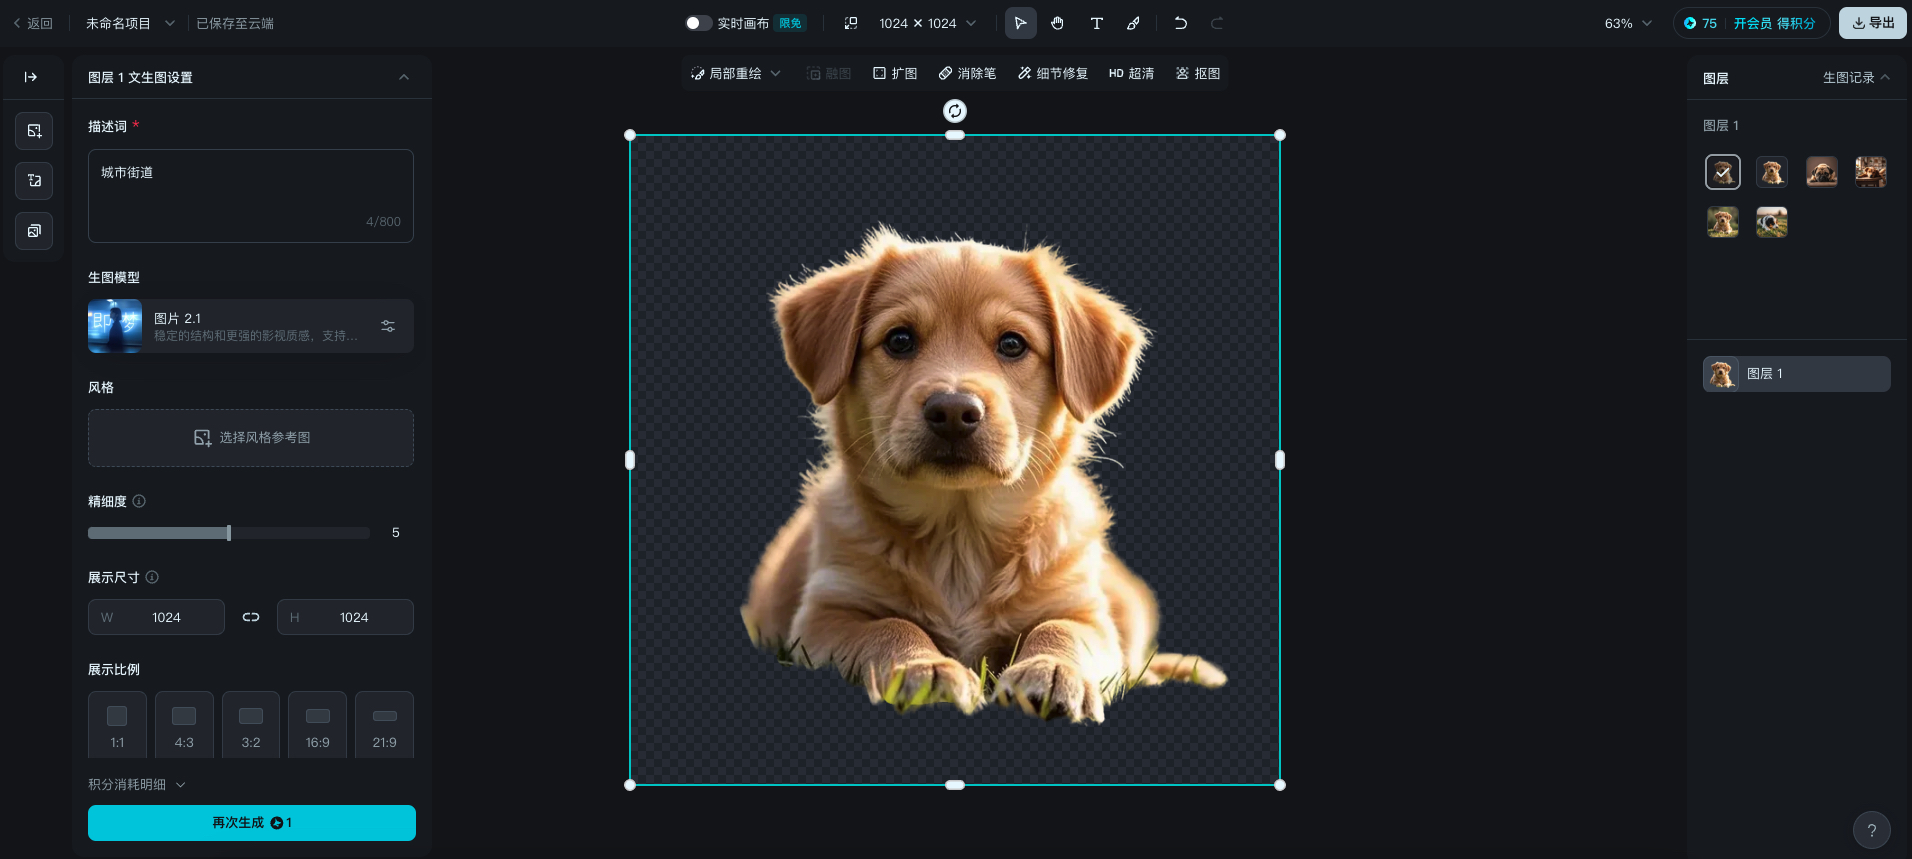 返回
未命名项目
已保存至云端
实时画布 限免
1024 × 1024
63%
75
开会员 得积分
导出
图层 1 文生图设置
描述词 *
城市街道
4/800
生图模型
即梦
图片 2.1
稳定的结构和更强的影视质感，支持...
风格
选择风格参考图
精细度
5
展示尺寸
W 1024
H 1024
展示比例
1:1
4:3
3:2
16:9
21:9
积分消耗明细
再次生成 1
局部重绘
融图
扩图
消除笔
细节修复
HD 超清
抠图
图层
生图记录
图层 1
图层 1
?